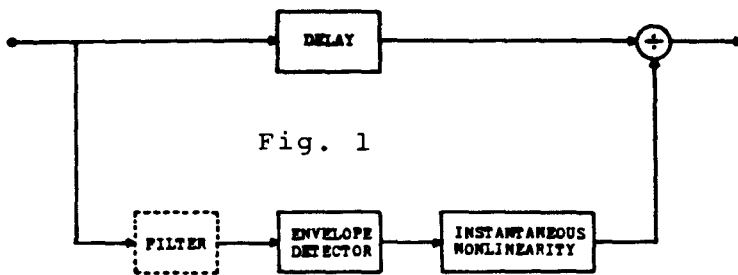 DELAY
÷
Fig. 1
FILTER
ENVELOPE
DETECTOR
INSTANTANEOUS
NONLINEARITY